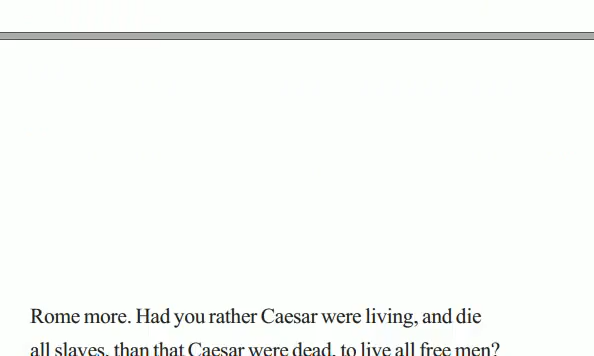 Rome more. Had you rather Caesar were living, and die
all slaves, than that Caesar were dead, to live all free men?